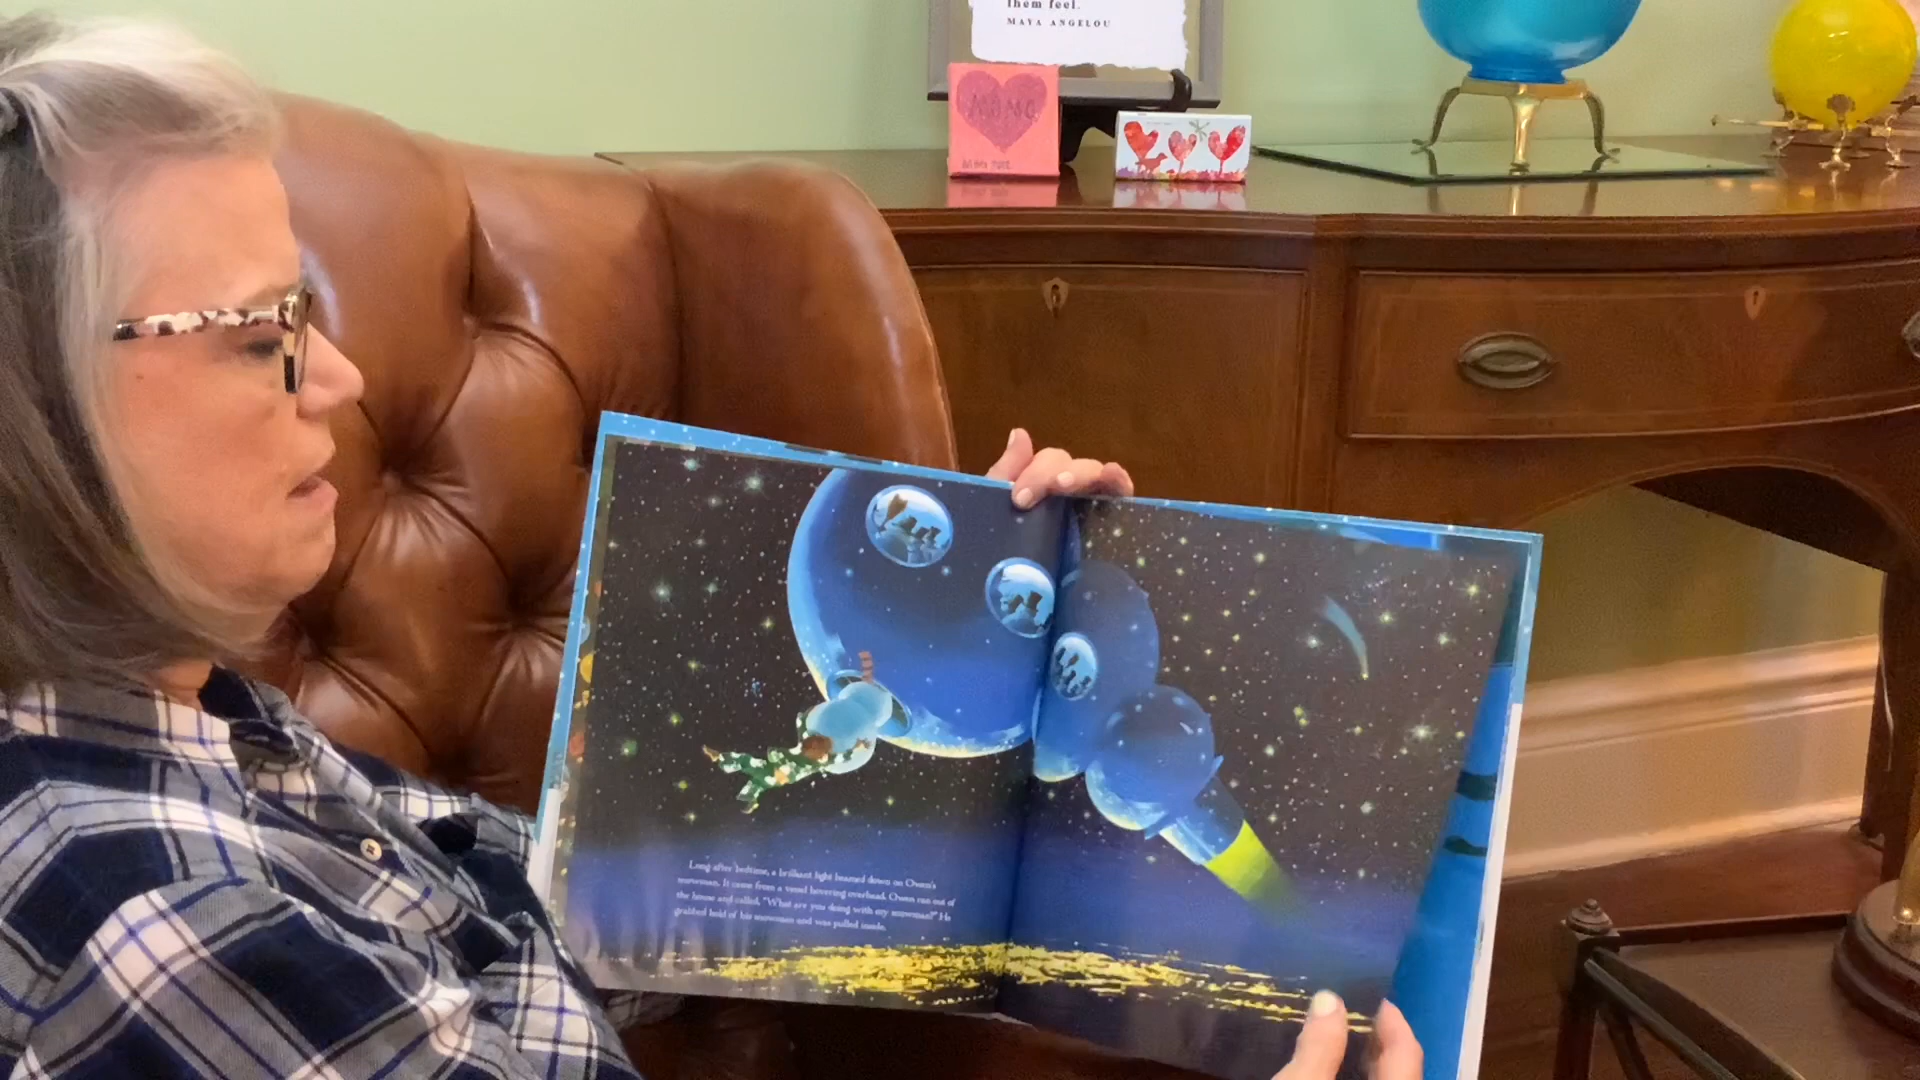 them feel.
MAYA ANGELOU
NANA
Long after bedtime, a brilliant light beamed down on Owen's
snowman. It came from a vessel hovering overhead. Owen ran out of
the house and called, "What are you doing with my snowman?" He
grabbed hold of his snowman and was pulled inside.